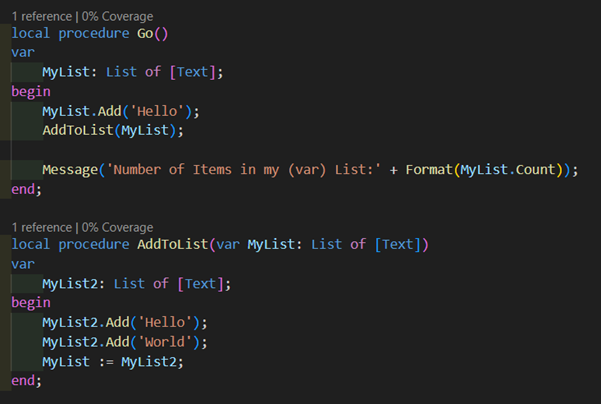 1 reference | 0% Coverage
local procedure Go()
var
    MyList: List of [Text];
begin
    MyList.Add('Hello');
    AddToList(MyList);

    Message('Number of Items in my (var) List:' + Format(MyList.Count));
end;

1 reference | 0% Coverage
local procedure AddToList(var MyList: List of [Text])
var
    MyList2: List of [Text];
begin
    MyList2.Add('Hello');
    MyList2.Add('World');
    MyList := MyList2;
end;